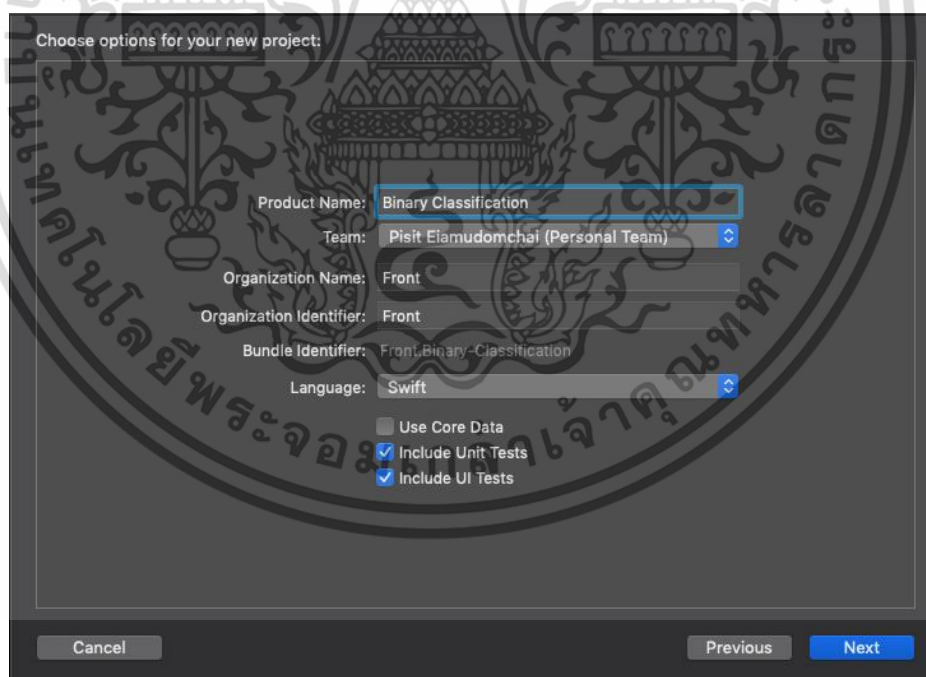 Choose options for your new project:
Product Name: Binary Classification
Team: Pisit Eiamudomchai (Personal Team)
Organization Name: Front
Organization Identifier: Front
Bundle Identifier: Front.Binary-Classification
Language: Swift
Use Core Data
Include Unit Tests
Include UI Tests
Cancel Previous Next